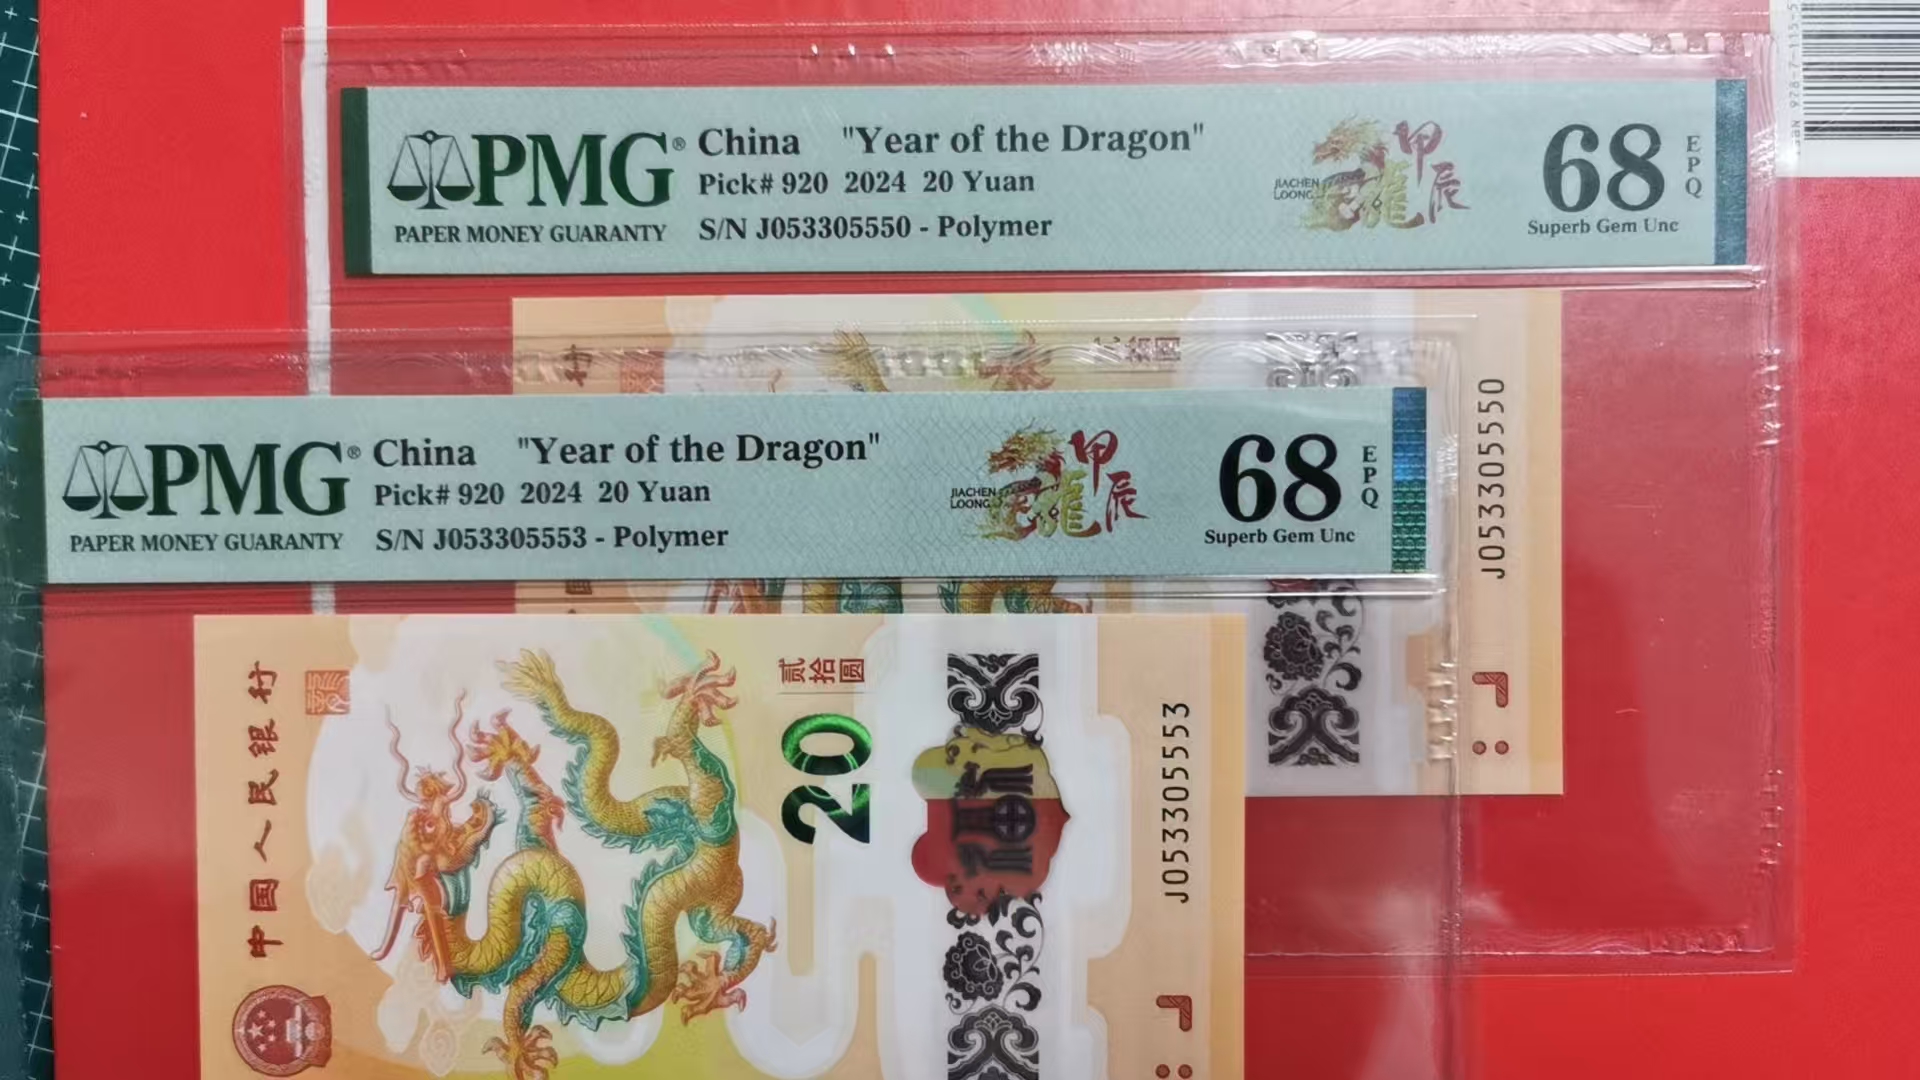 PMG® China "Year of the Dragon"
Pick# 920 2024 20 Yuan
PAPER MONEY GUARANTY S/N J053305550 - Polymer
JIACHEN
LOONG
甲辰
68
EPQ
Superb Gem Unc
J053305550
PMG® China "Year of the Dragon"
Pick# 920 2024 20 Yuan
PAPER MONEY GUARANTY S/N J053305553 - Polymer
JIACHEN
LOONG
甲辰
68
EPQ
Superb Gem Unc
中国人民银行
贰拾圆
20
J053305553